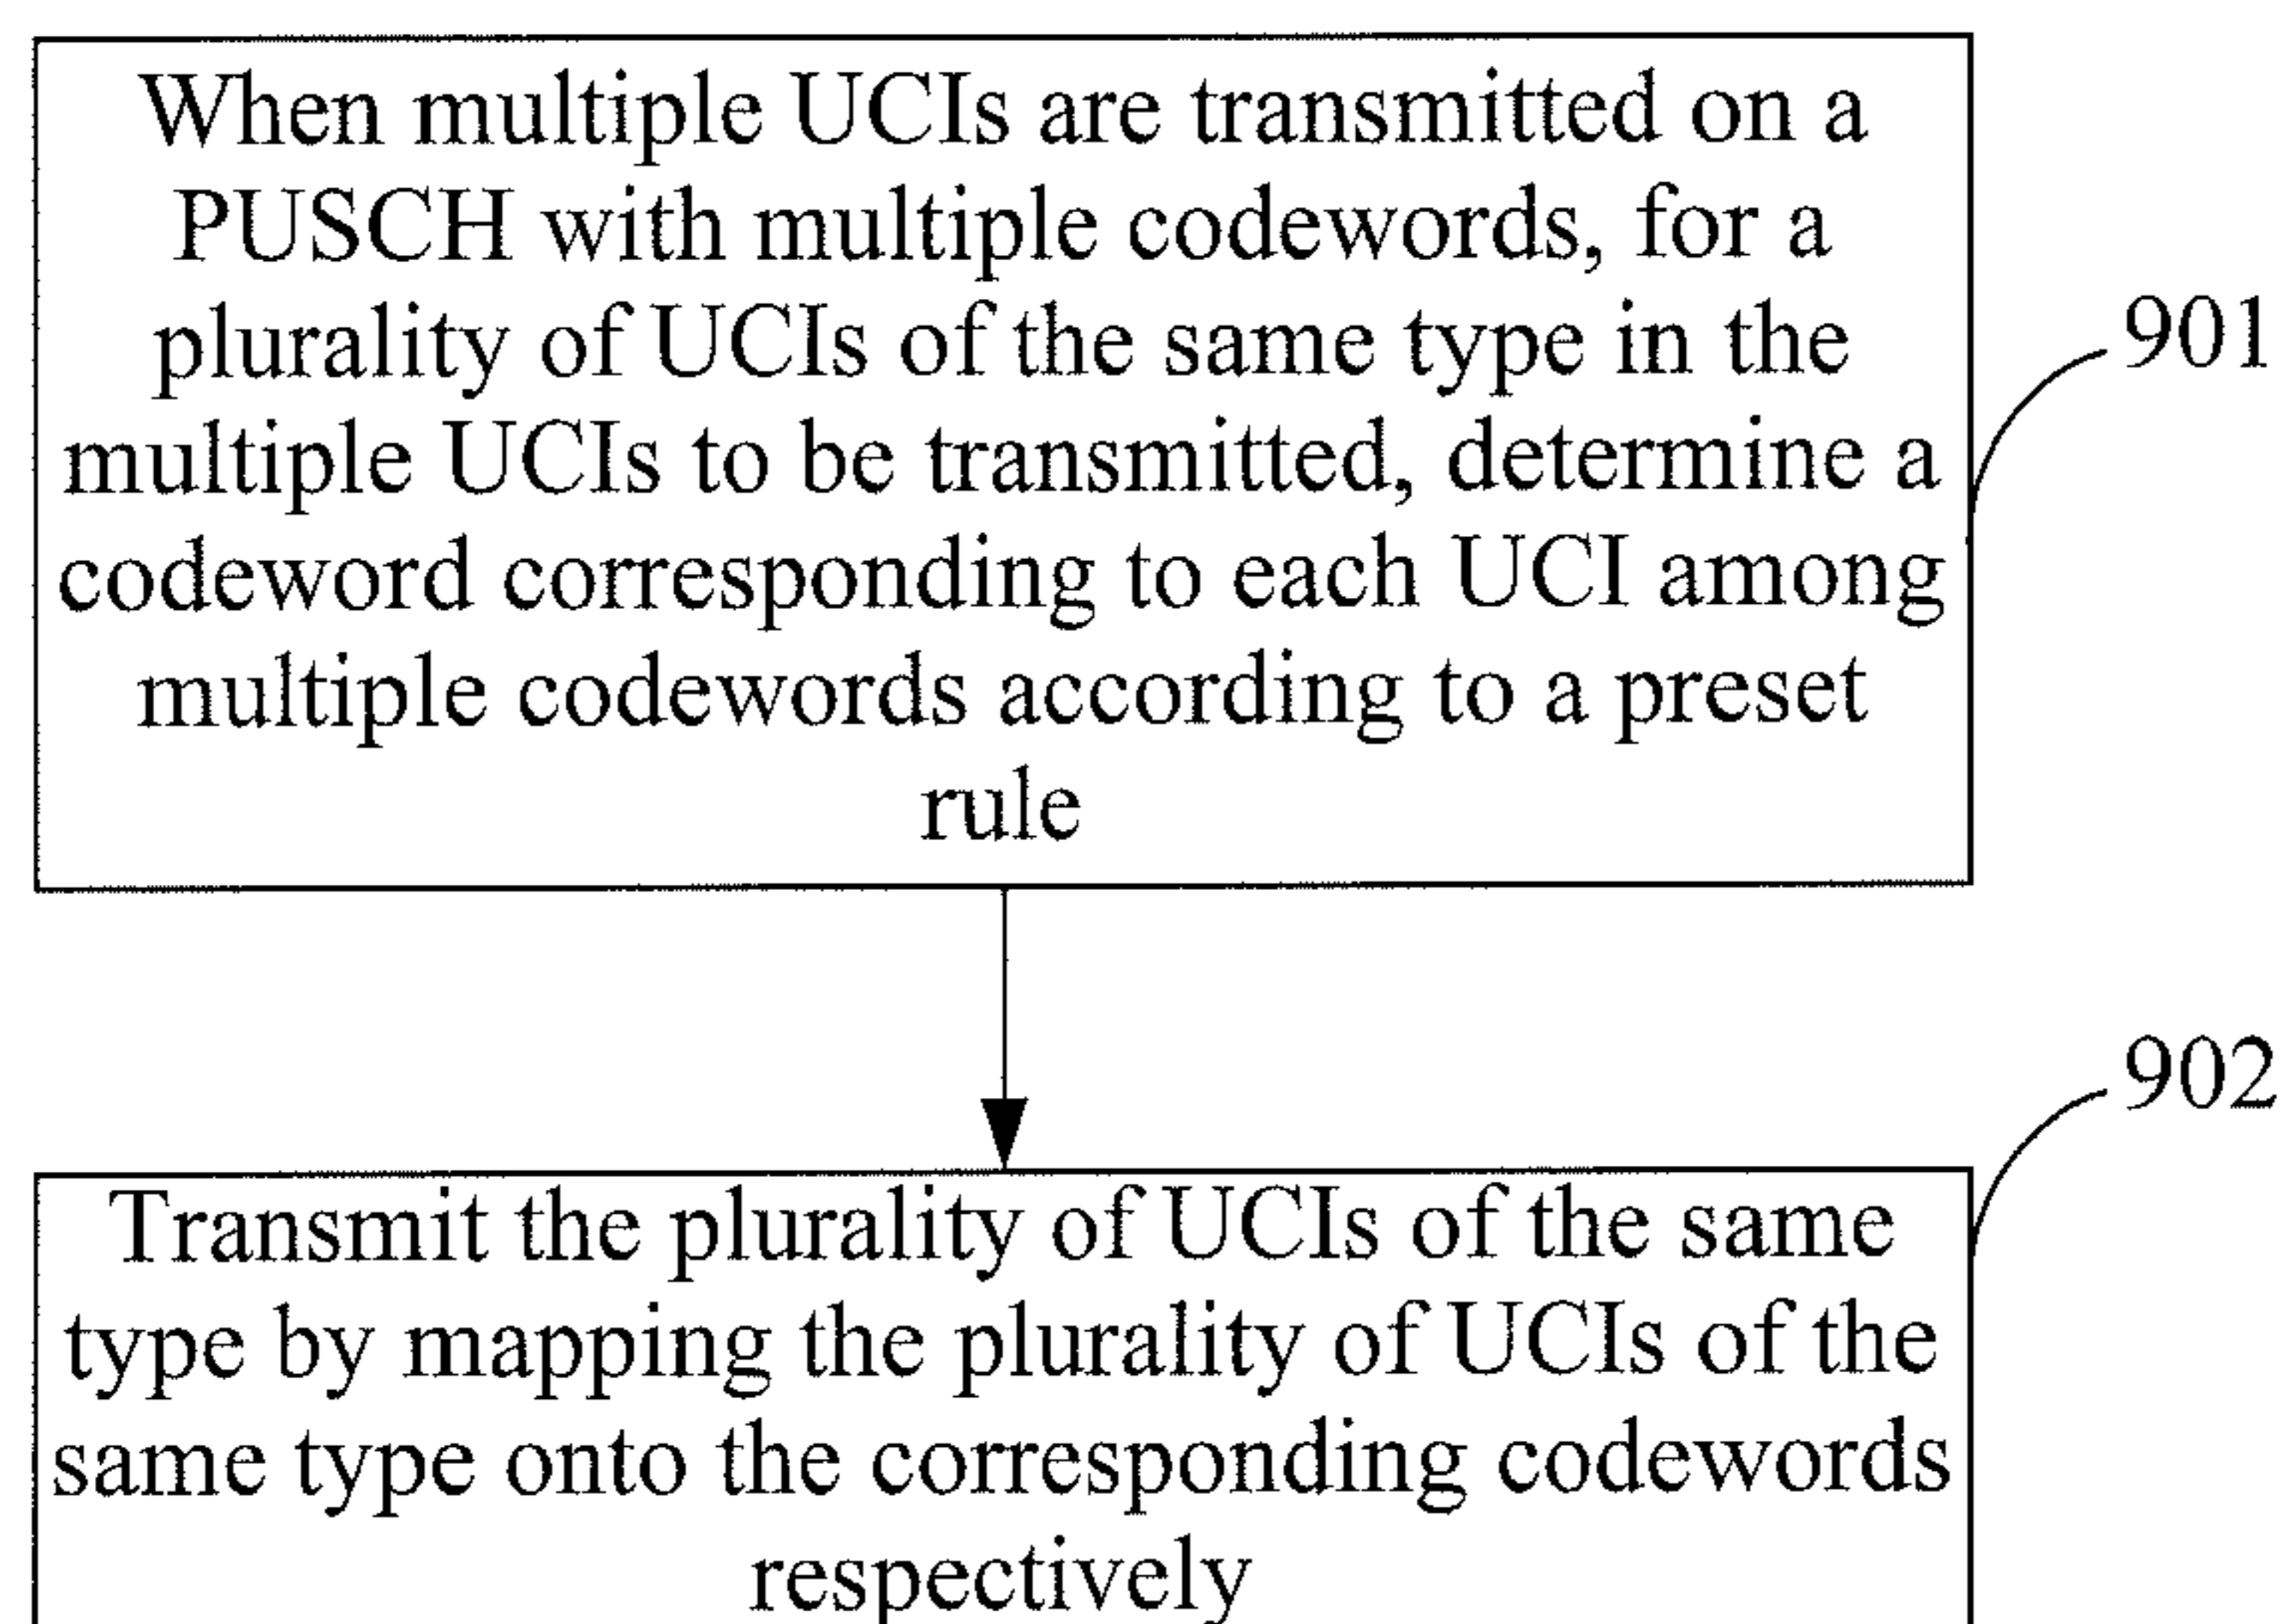 When multiple UCIs are transmitted on a
PUSCH with multiple codewords, for a
plurality of UCIs of the same type in the
multiple UCIs to be transmitted, determine a
codeword corresponding to each UCI among
multiple codewords according to a preset
rule
901
902
Transmit the plurality of UCIs of the same
type by mapping the plurality of UCIs of the
same type onto the corresponding codewords
respectively